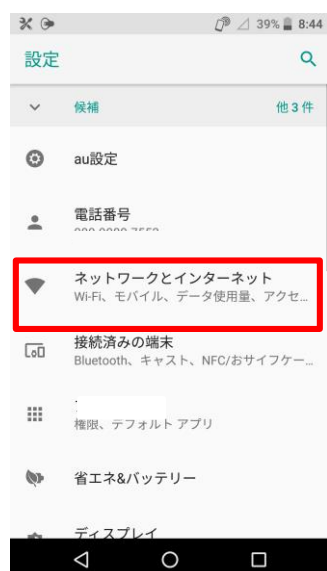 39% 8:44
設定
候補 他 3 件
au設定
電話番号
ネットワークとインターネット
Wi-Fi、モバイル、データ使用量、アクセ...
接続済みの端末
Bluetooth、キャスト、NFC/おサイフケー...
権限、デフォルト アプリ
省エネ&バッテリー
ディスプレイ